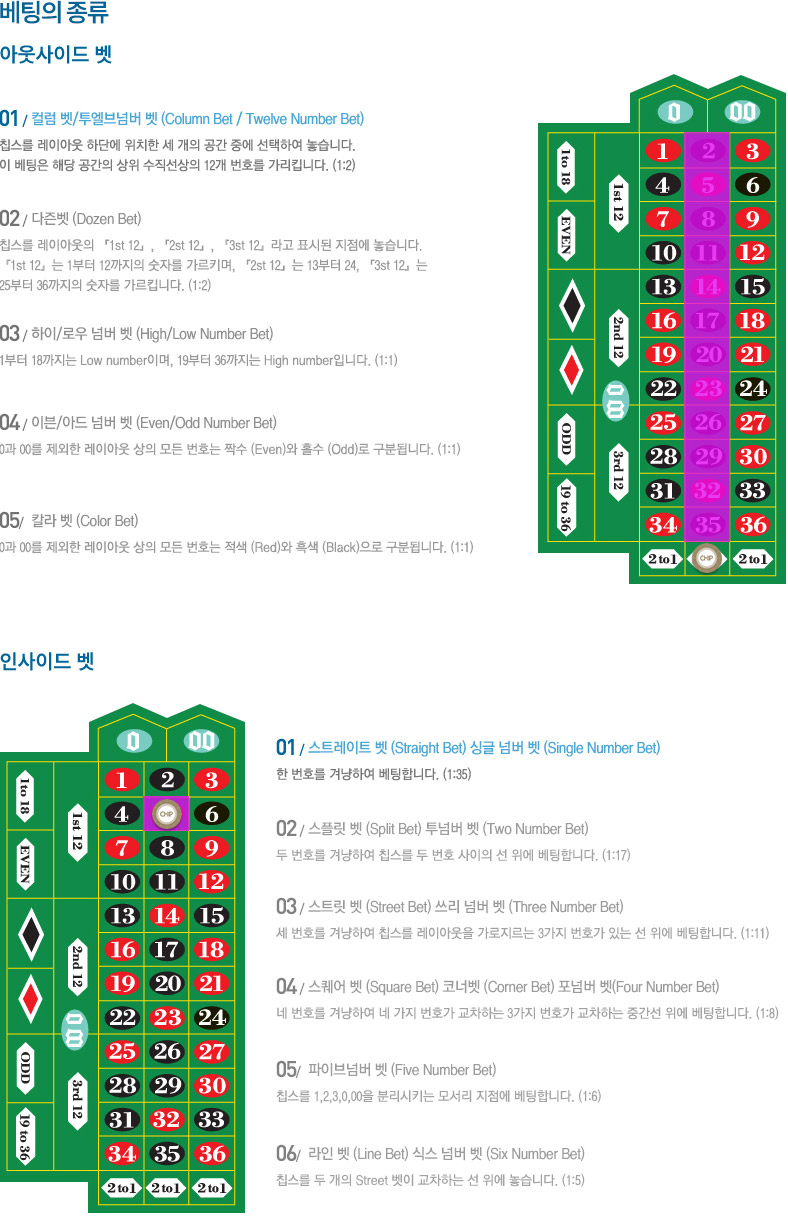 베팅의 종류
아웃사이드 벳
01 / 컬럼 벳/투엘브넘버 벳 (Column Bet / Twelve Number Bet)
칩스를 레이아웃 하단에 위치한 세 개의 공간 중에 선택하여 놓습니다.
이 베팅은 해당 공간의 상위 수직선상의 12개 번호를 가리킵니다. (1:2)
02 / 다즌벳 (Dozen Bet)
칩스를 레이아웃의 『1st 12』, 『2st 12』, 『3st 12』라고 표시된 지점에 놓습니다.
『1st 12』는 1부터 12까지의 숫자를 가르키며, 『2st 12』는 13부터 24, 『3st 12』는
25부터 36까지의 숫자를 가르킵니다. (1:2)
03 / 하이/로우 넘버 벳 (High/Low Number Bet)
1부터 18까지는 Low number이며, 19부터 36까지는 High number입니다. (1:1)
04 / 이븐/아드 넘버 벳 (Even/Odd Number Bet)
0과 00를 제외한 레이아웃 상의 모든 번호는 짝수 (Even)와 홀수 (Odd)로 구분됩니다. (1:1)
05/ 칼라 벳 (Color Bet)
0과 00를 제외한 레이아웃 상의 모든 번호는 적색 (Red)와 흑색 (Black)으로 구분됩니다. (1:1)
0 00
1 2 3
4 5 6
7 8 9
10 11 12
13 14 15
16 17 18
19 20 21
22 23 24
25 26 27
28 29 30
31 32 33
34 35 36
2 to 1 CHIP 2 to 1
1 to 18
EVEN
ODD
19 to 36
1st 12
2nd 12
00
3rd 12
인사이드 벳
0 00
1 2 3
4 CHIP 6
7 8 9
10 11 12
13 14 15
16 17 18
19 20 21
22 23 24
25 26 27
28 29 30
31 32 33
34 35 36
2 to 1 2 to 1 2 to 1
1 to 18
EVEN
ODD
19 to 36
1st 12
2nd 12
00
3rd 12
01 / 스트레이트 벳 (Straight Bet) 싱글 넘버 벳 (Single Number Bet)
한 번호를 겨냥하여 베팅합니다. (1:35)
02 / 스플릿 벳 (Split Bet) 투넘버 벳 (Two Number Bet)
두 번호를 겨냥하여 칩스를 두 번호 사이의 선 위에 베팅합니다. (1:17)
03 / 스트릿 벳 (Street Bet) 쓰리 넘버 벳 (Three Number Bet)
세 번호를 겨냥하여 칩스를 레이아웃을 가로지르는 3가지 번호가 있는 선 위에 베팅합니다. (1:11)
04 / 스퀘어 벳 (Square Bet) 코너벳 (Corner Bet) 포넘버 벳(Four Number Bet)
네 번호를 겨냥하여 네 가지 번호가 교차하는 3가지 번호가 교차하는 중간선 위에 베팅합니다. (1:8)
05/ 파이브넘버 벳 (Five Number Bet)
칩스를 1,2,3,0,00을 분리시키는 모서리 지점에 베팅합니다. (1:6)
06/ 라인 벳 (Line Bet) 식스 넘버 벳 (Six Number Bet)
칩스를 두 개의 Street 벳이 교차하는 선 위에 놓습니다. (1:5)